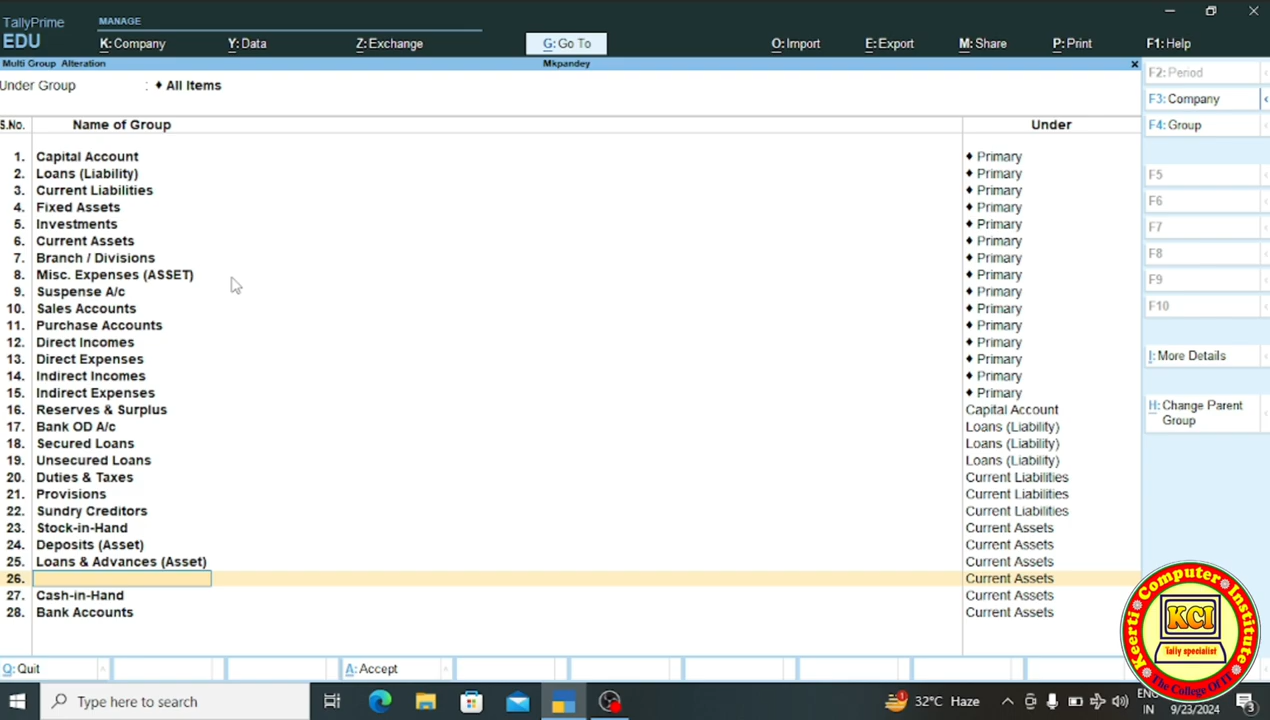 TallyPrime
EDU
MANAGE
K: Company
Y: Data
Z: Exchange
G: Go To
O: Import
E: Export
M: Share
P: Print
F1: Help
Multi Group Alteration
Mkpandey
Under Group : ♦ All Items
S.No. Name of Group Under
1. Capital Account ♦ Primary
2. Loans (Liability) ♦ Primary
3. Current Liabilities ♦ Primary
4. Fixed Assets ♦ Primary
5. Investments ♦ Primary
6. Current Assets ♦ Primary
7. Branch / Divisions ♦ Primary
8. Misc. Expenses (ASSET) ♦ Primary
9. Suspense A/c ♦ Primary
10. Sales Accounts ♦ Primary
11. Purchase Accounts ♦ Primary
12. Direct Incomes ♦ Primary
13. Direct Expenses ♦ Primary
14. Indirect Incomes ♦ Primary
15. Indirect Expenses ♦ Primary
16. Reserves & Surplus Capital Account
17. Bank OD A/c Loans (Liability)
18. Secured Loans Loans (Liability)
19. Unsecured Loans Loans (Liability)
20. Duties & Taxes Current Liabilities
21. Provisions Current Liabilities
22. Sundry Creditors Current Liabilities
23. Stock-in-Hand Current Assets
24. Deposits (Asset) Current Assets
25. Loans & Advances (Asset) Current Assets
26. Current Assets
27. Cash-in-Hand Current Assets
28. Bank Accounts Current Assets
F2: Period
F3: Company
F4: Group
F5
F6
F7
F8
F9
F10
I: More Details
H: Change Parent
Group
Q: Quit
A: Accept
Keerti Computer Institute
KCI
Tally specialist
The College Of IT
Type here to search
32°C Haze
ENG
IN
9/23/2024
3